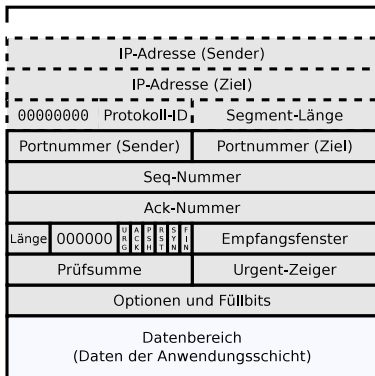 IP-Adresse (Sender)
IP-Adresse (Ziel)
00000000 Protokoll-ID Segment-Länge
Portnummer (Sender) Portnummer (Ziel)
Seq-Nummer
Ack-Nummer
Länge 000000 URG ACK PSH RST SYN FIN Empfangsfenster
Prüfsumme Urgent-Zeiger
Optionen und Füllbits
Datenbereich
(Daten der Anwendungsschicht)